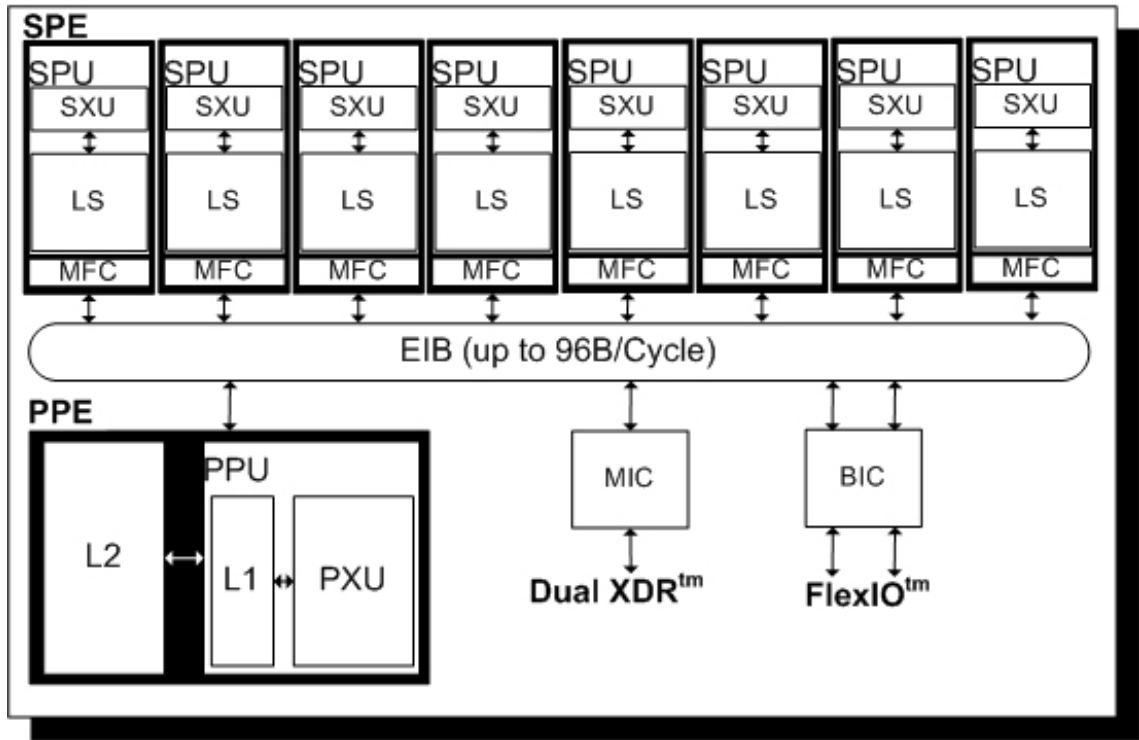 SPE
SPU SPU SPU SPU SPU SPU SPU SPU
SXU SXU SXU SXU SXU SXU SXU SXU
LS LS LS LS LS LS LS LS
MFC MFC MFC MFC MFC MFC MFC MFC
EIB (up to 96B/Cycle)
PPE
PPU
L2
L1
PXU
MIC
BIC
Dual XDR™
FlexIO™